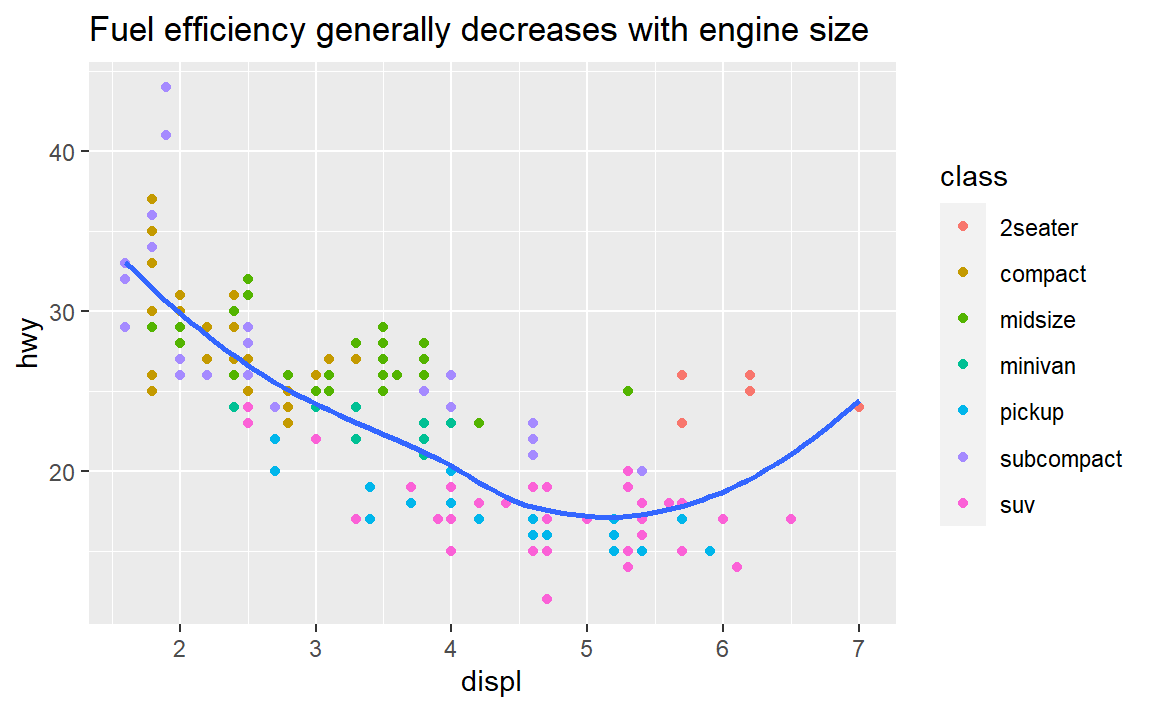 Fuel efficiency generally decreases with engine size
40
30
20
hwy
2 3 4 5 6 7
displ
class
2seater
compact
midsize
minivan
pickup
subcompact
suv